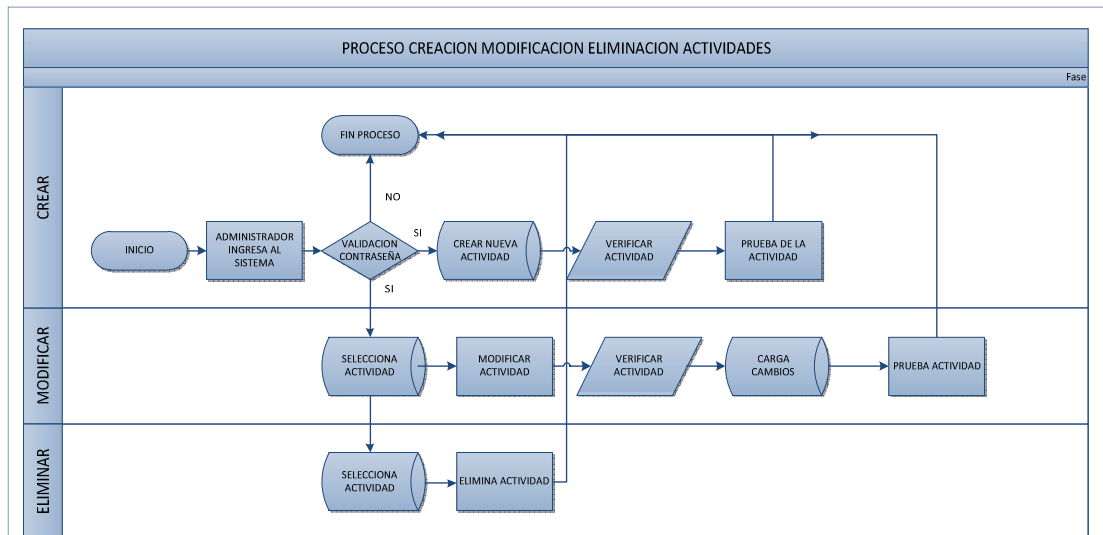 PROCESO CREACION MODIFICACION ELIMINACION ACTIVIDADES
Fase
CREAR
FIN PROCESO
NO
INICIO
ADMINISTRADOR
INGRESA AL
SISTEMA
VALIDACION
CONTRASEÑA
SI
SI
CREAR NUEVA
ACTIVIDAD
VERIFICAR
ACTIVIDAD
PRUEBA DE LA
ACTIVIDAD
MODIFICAR
SELECCIONA
ACTIVIDAD
MODIFICAR
ACTIVIDAD
VERIFICAR
ACTIVIDAD
CARGA
CAMBIOS
PRUEBA ACTIVIDAD
ELIMINAR
SELECCIONA
ACTIVIDAD
ELIMINA ACTIVIDAD